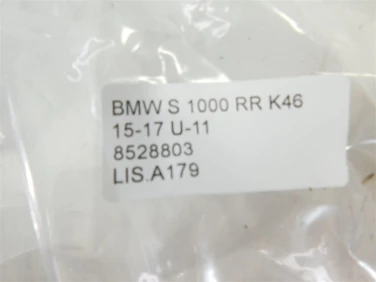 BMW S 1000 RR K46
15-17 U-11
8528803
LIS.A179